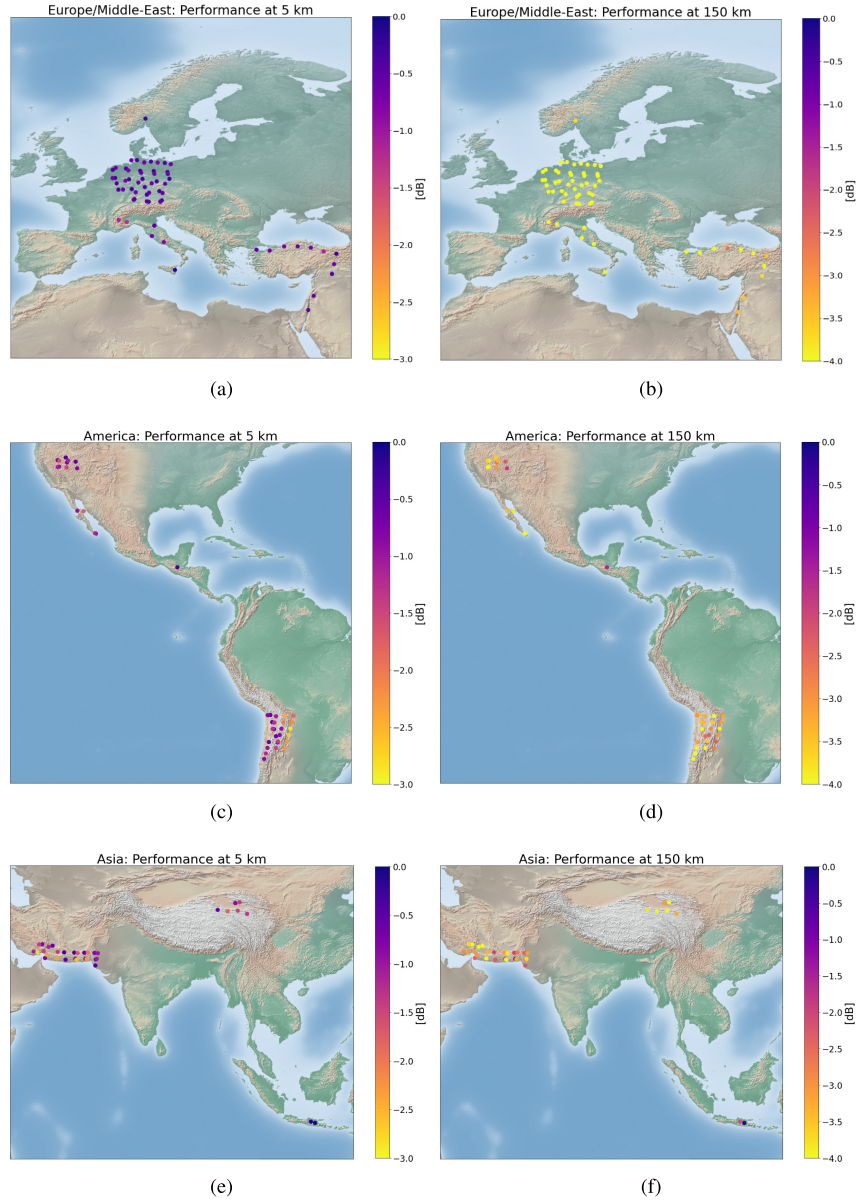 Europe/Middle-East: Performance at 5 km
0.0
−0.5
−1.0
−1.5
−2.0
−2.5
−3.0
[dB]
(a)
Europe/Middle-East: Performance at 150 km
0.0
−0.5
−1.0
−1.5
−2.0
−2.5
−3.0
−3.5
−4.0
[dB]
(b)
America: Performance at 5 km
0.0
−0.5
−1.0
−1.5
−2.0
−2.5
−3.0
[dB]
(c)
America: Performance at 150 km
0.0
−0.5
−1.0
−1.5
−2.0
−2.5
−3.0
−3.5
−4.0
[dB]
(d)
Asia: Performance at 5 km
0.0
−0.5
−1.0
−1.5
−2.0
−2.5
−3.0
[dB]
(e)
Asia: Performance at 150 km
0.0
−0.5
−1.0
−1.5
−2.0
−2.5
−3.0
−3.5
−4.0
[dB]
(f)